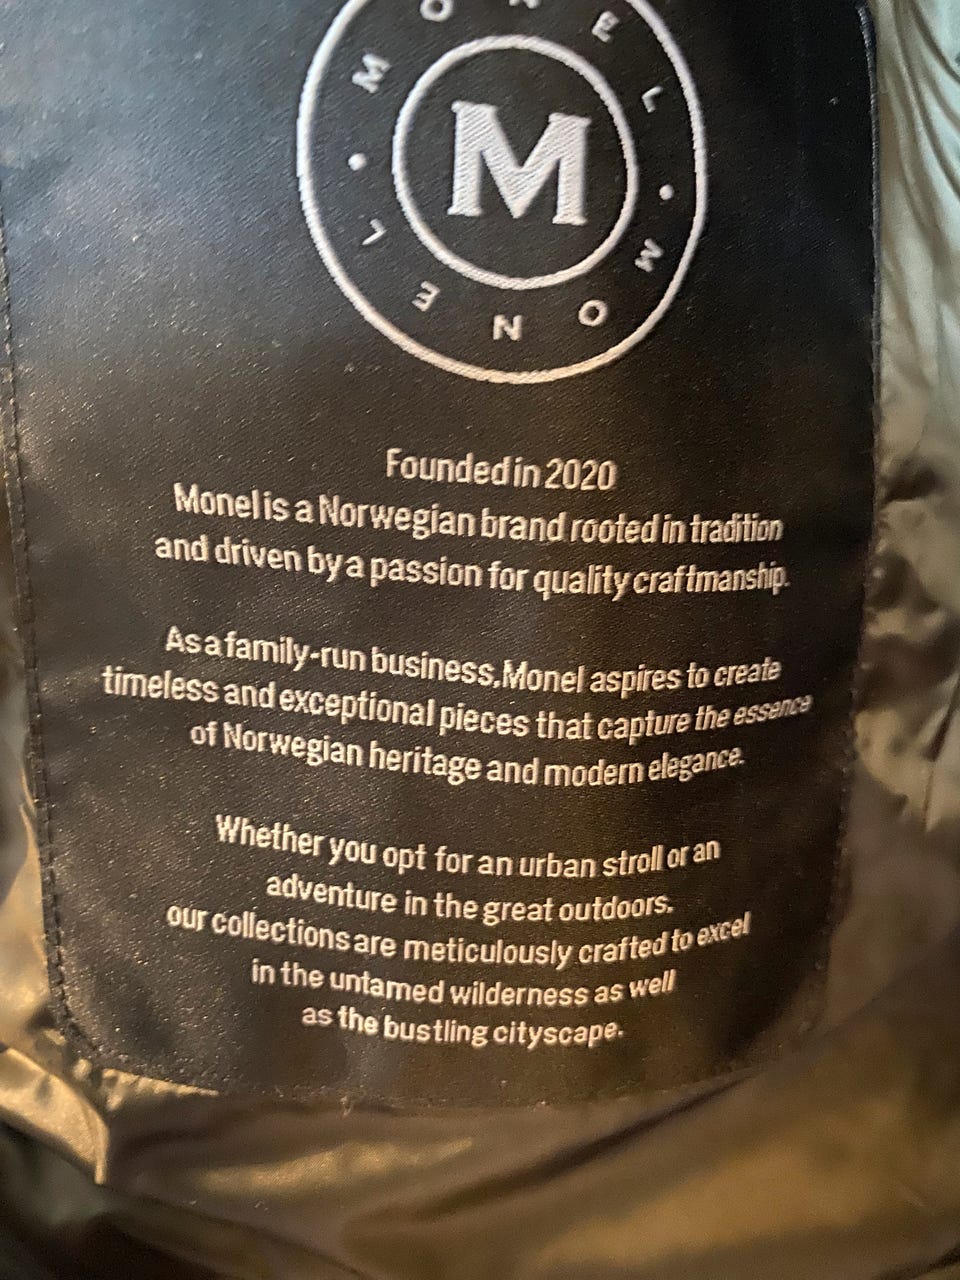 MONEL • MONEL •
M
Founded in 2020
Monel is a Norwegian brand rooted in tradition
and driven by a passion for quality craftmanship.
As a family-run business, Monel aspires to create
timeless and exceptional pieces that capture the essence
of Norwegian heritage and modern elegance.
Whether you opt for an urban stroll or an
adventure in the great outdoors.
our collections are meticulously crafted to excel
in the untamed wilderness as well
as the bustling cityscape.